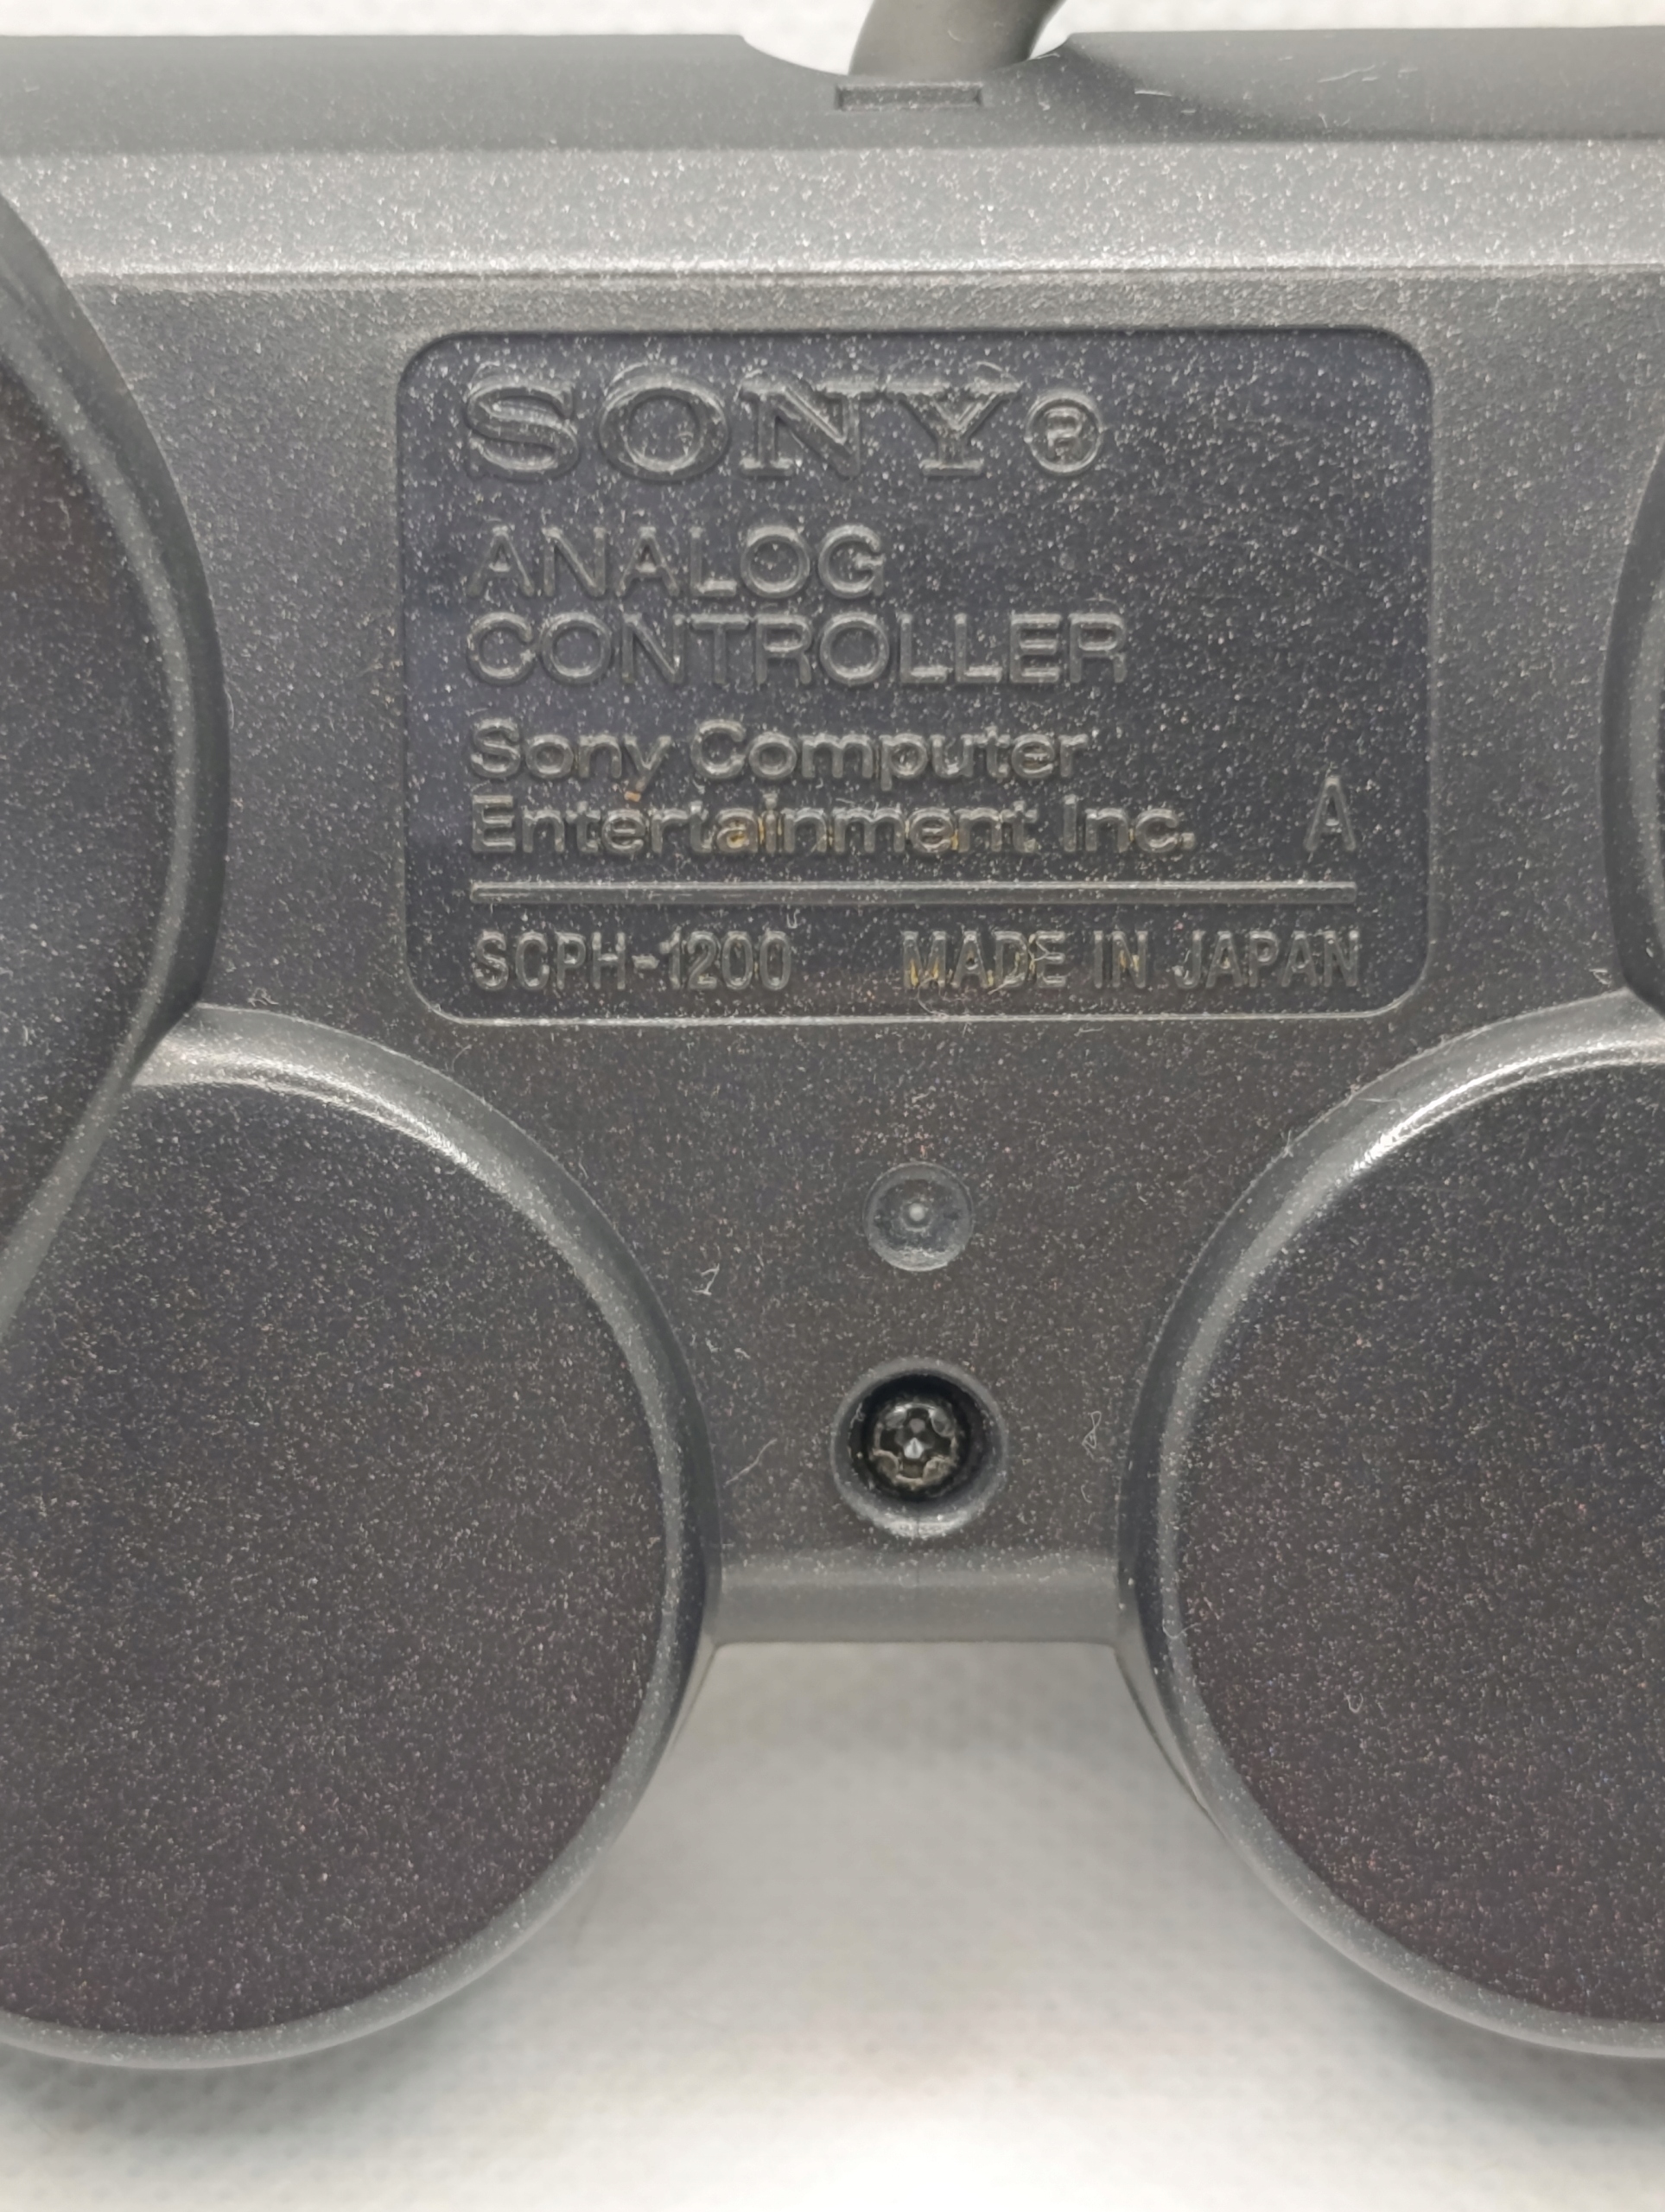 SONY®
ANALOG
CONTROLLER
Sony Computer
Entertainment Inc. A
SCPH-1200 MADE IN JAPAN